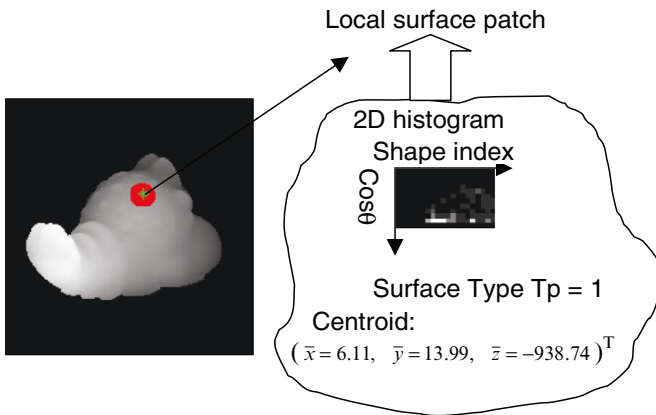 Local surface patch
2D histogram
Shape index
Cosθ
Surface Type Tp = 1
Centroid:
( x̅ = 6.11, y̅ = 13.99, z̅ = −938.74 )ᵀ